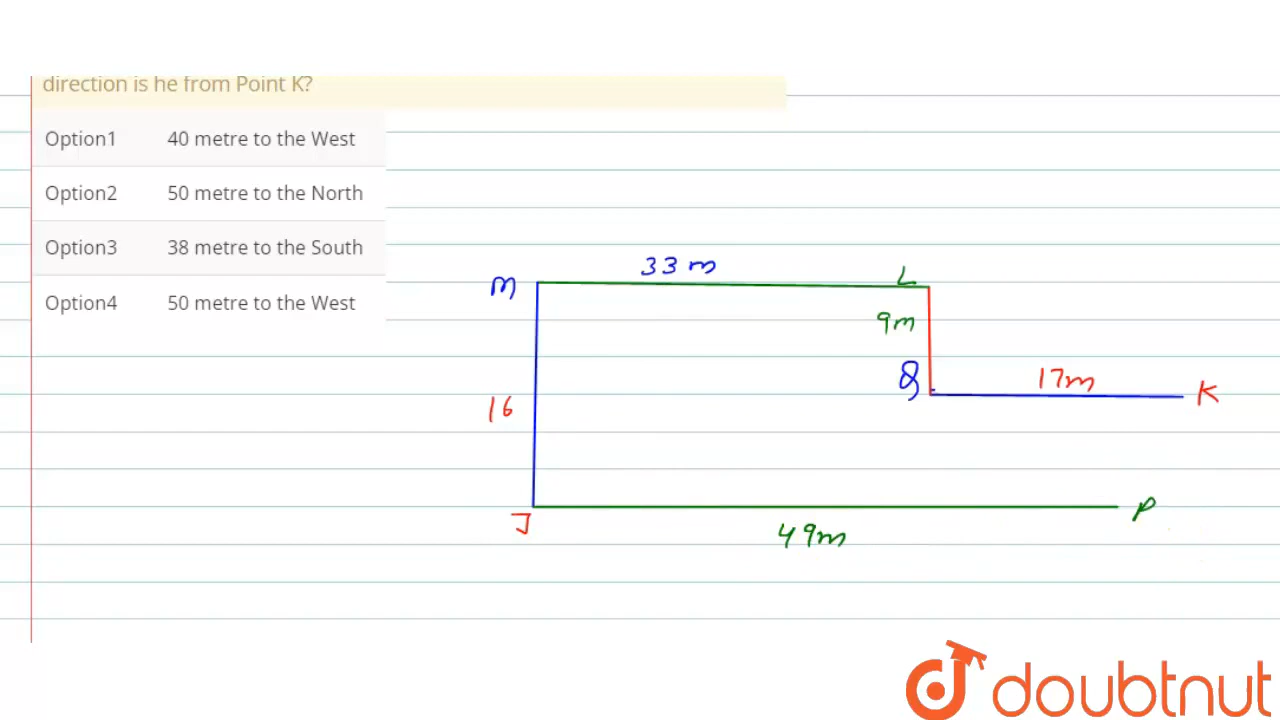 direction is he from Point K?
Option1 40 metre to the West
Option2 50 metre to the North
Option3 38 metre to the South
Option4 50 metre to the West
33 m
M
L
9m
Q
17m
K
16
J
P
49m
doubtnut